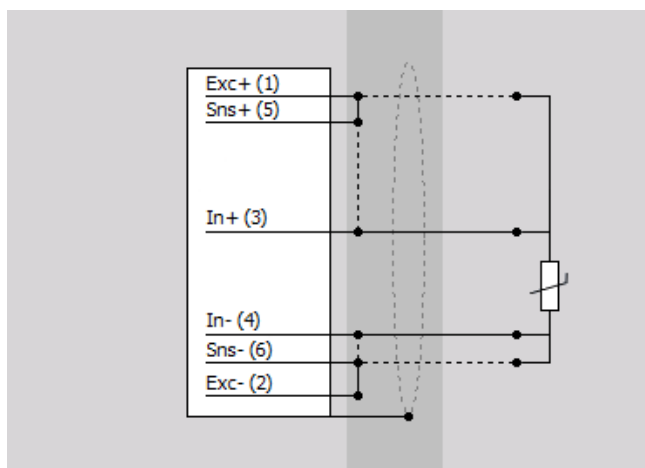 Exc+ (1)
Sns+ (5)
In+ (3)
In- (4)
Sns- (6)
Exc- (2)